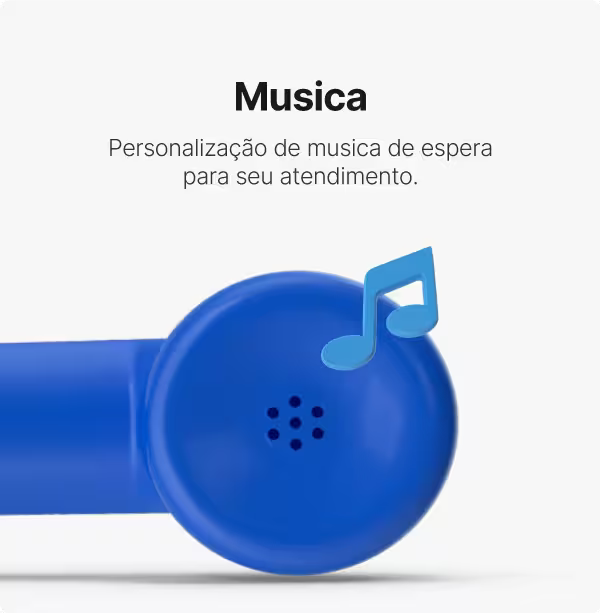 Musica
Personalização de musica de espera
para seu atendimento.